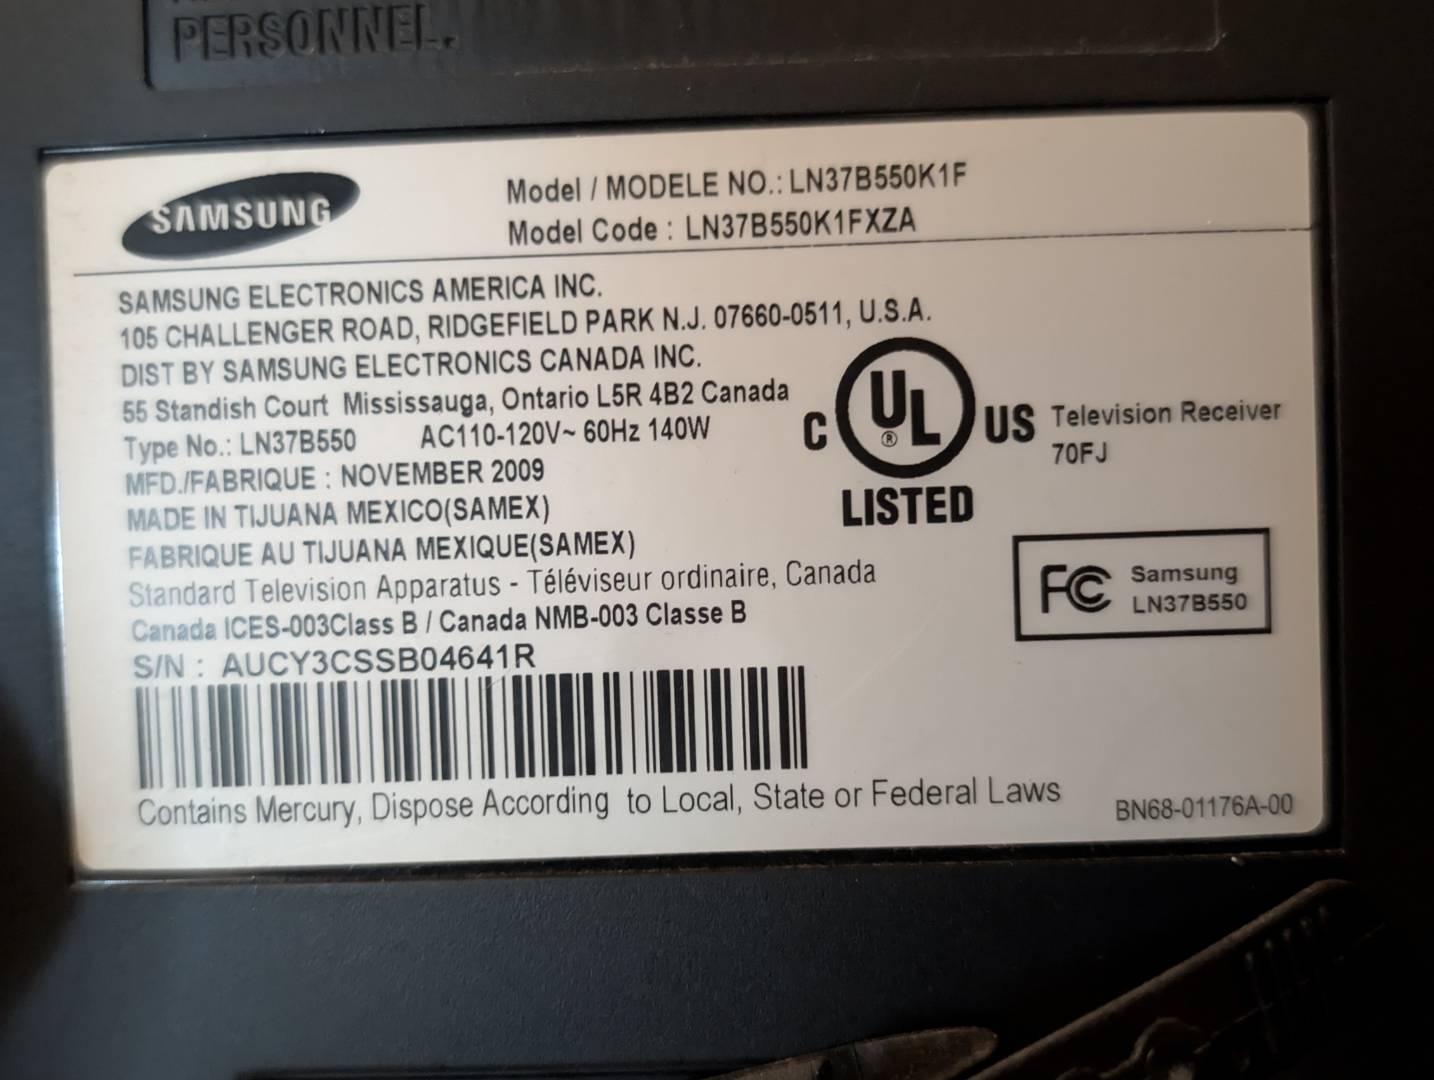 PERSONNEL.
SAMSUNG
Model / MODELE NO.: LN37B550K1F
Model Code : LN37B550K1FXZA
SAMSUNG ELECTRONICS AMERICA INC.
105 CHALLENGER ROAD, RIDGEFIELD PARK N.J. 07660-0511, U.S.A.
DIST BY SAMSUNG ELECTRONICS CANADA INC.
55 Standish Court Mississauga, Ontario L5R 4B2 Canada
Type No.: LN37B550 AC110-120V~ 60Hz 140W
MFD./FABRIQUE : NOVEMBER 2009
MADE IN TIJUANA MEXICO(SAMEX)
FABRIQUE AU TIJUANA MEXIQUE(SAMEX)
Standard Television Apparatus - Téléviseur ordinaire, Canada
Canada ICES-003Class B / Canada NMB-003 Classe B
S/N : AUCY3CSSB04641R
C UL® US
LISTED
Television Receiver
70FJ
FC Samsung
LN37B550
Contains Mercury, Dispose According to Local, State or Federal Laws
BN68-01176A-00